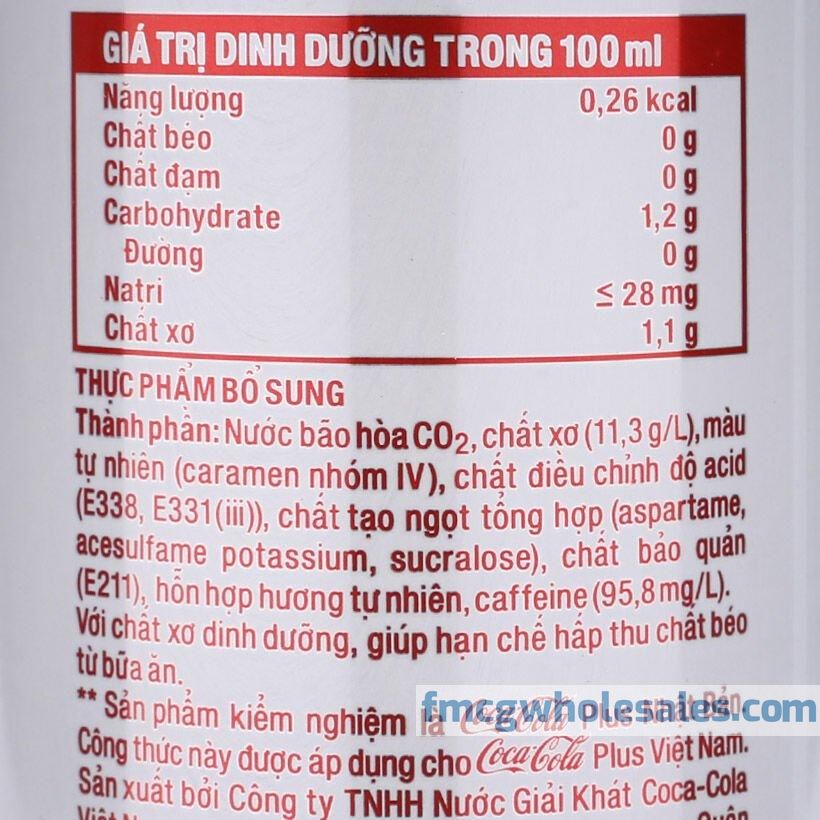 GIÁ TRỊ DINH DƯỠNG TRONG 100 ml
Năng lượng 0,26 kcal
Chất béo 0 g
Chất đạm 0 g
Carbohydrate 1,2 g
Đường 0 g
Natri ≤ 28 mg
Chất xơ 1,1 g
THỰC PHẨM BỔ SUNG
Thành phần: Nước bão hòa CO2, chất xơ (11,3 g/L), màu
tự nhiên (caramen nhóm IV), chất điều chỉnh độ acid
(E338, E331(iii)), chất tạo ngọt tổng hợp (aspartame,
acesulfame potassium, sucralose), chất bảo quản
(E211), hỗn hợp hương tự nhiên, caffeine (95,8 mg/L).
Với chất xơ dinh dưỡng, giúp hạn chế hấp thu chất béo
từ bữa ăn.
** Sản phẩm kiểm nghiệm là Coca-Cola Plus Nhật Bản.
fmcgwholesales.com
Công thức này được áp dụng cho Coca-Cola Plus Việt Nam.
Sản xuất bởi Công ty TNHH Nước Giải Khát Coca-Cola
Quận